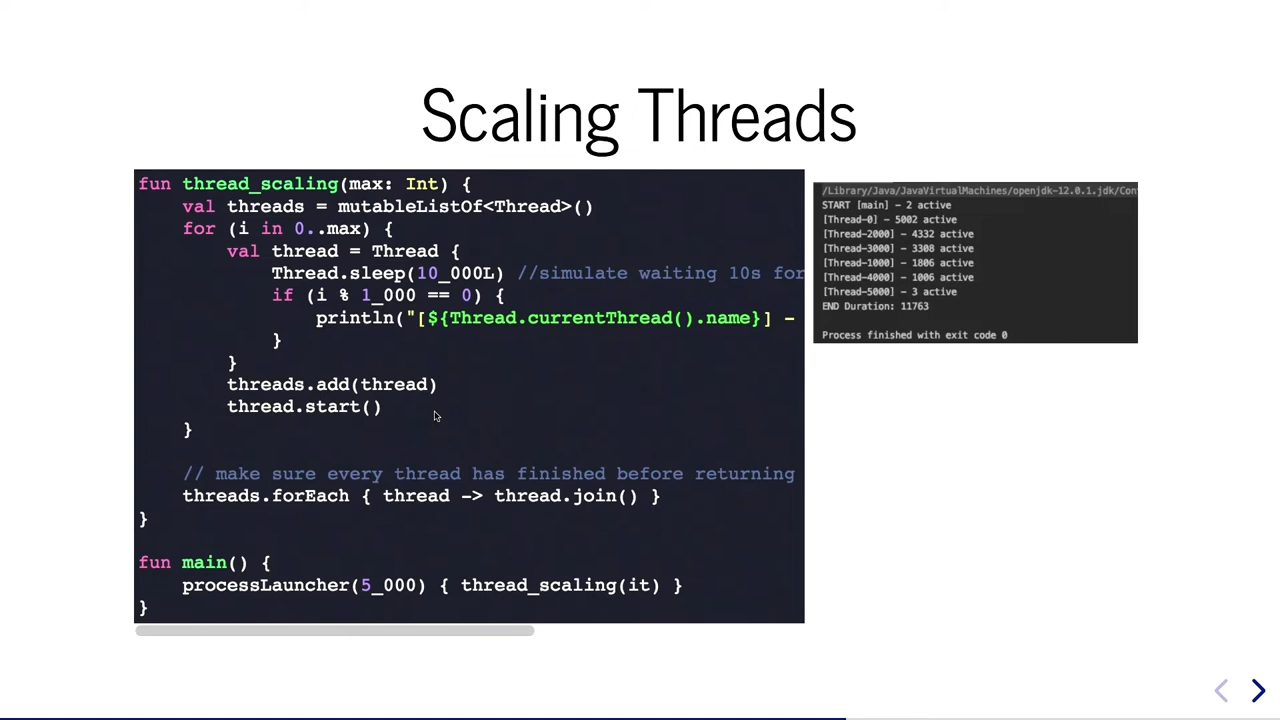 Scaling Threads
fun thread_scaling(max: Int) {
val threads = mutableListOf<Thread>()
for (i in 0..max) {
val thread = Thread {
Thread.sleep(10_000L) //simulate waiting 10s for
if (i % 1_000 == 0) {
println("[${Thread.currentThread().name}] -
}
}
threads.add(thread)
thread.start()
}
// make sure every thread has finished before returning
threads.forEach { thread -> thread.join() }
}
fun main() {
processLauncher(5_000) { thread_scaling(it) }
}
/Library/Java/JavaVirtualMachines/openjdk-12.0.1.jdk/Con
START [main] - 2 active
[Thread-0] - 5002 active
[Thread-2000] - 4332 active
[Thread-3000] - 3308 active
[Thread-1000] - 1806 active
[Thread-4000] - 1006 active
[Thread-5000] - 3 active
END Duration: 11763
Process finished with exit code 0